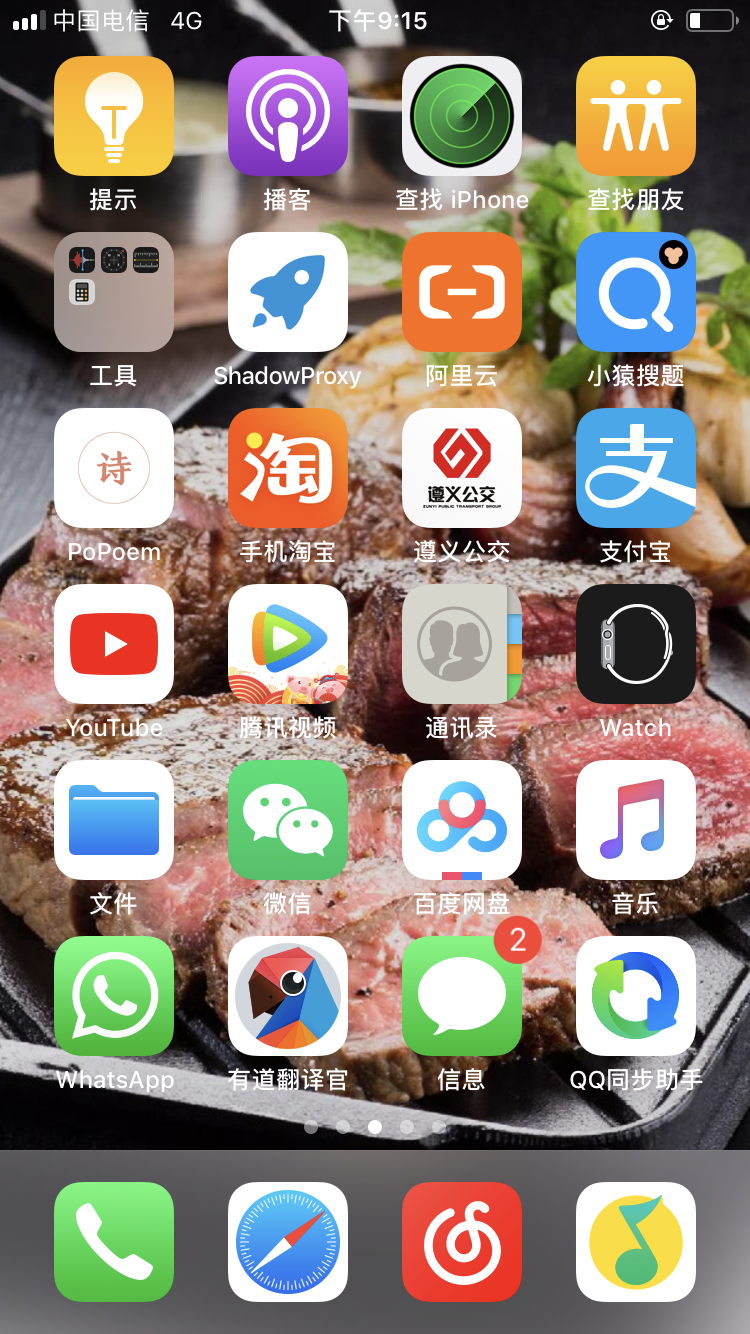 中国电信 4G 下午9:15
提示 播客 查找 iPhone 查找朋友
工具 ShadowProxy 阿里云 小猿搜题
诗
淘
遵义公交
ZUNYI PUBLIC TRANSPORT GROUP
支
PoPoem 手机淘宝 遵义公交 支付宝
YouTube 腾讯视频 通讯录 Watch
文件 微信 百度网盘 音乐
2
WhatsApp 有道翻译官 信息 QQ同步助手